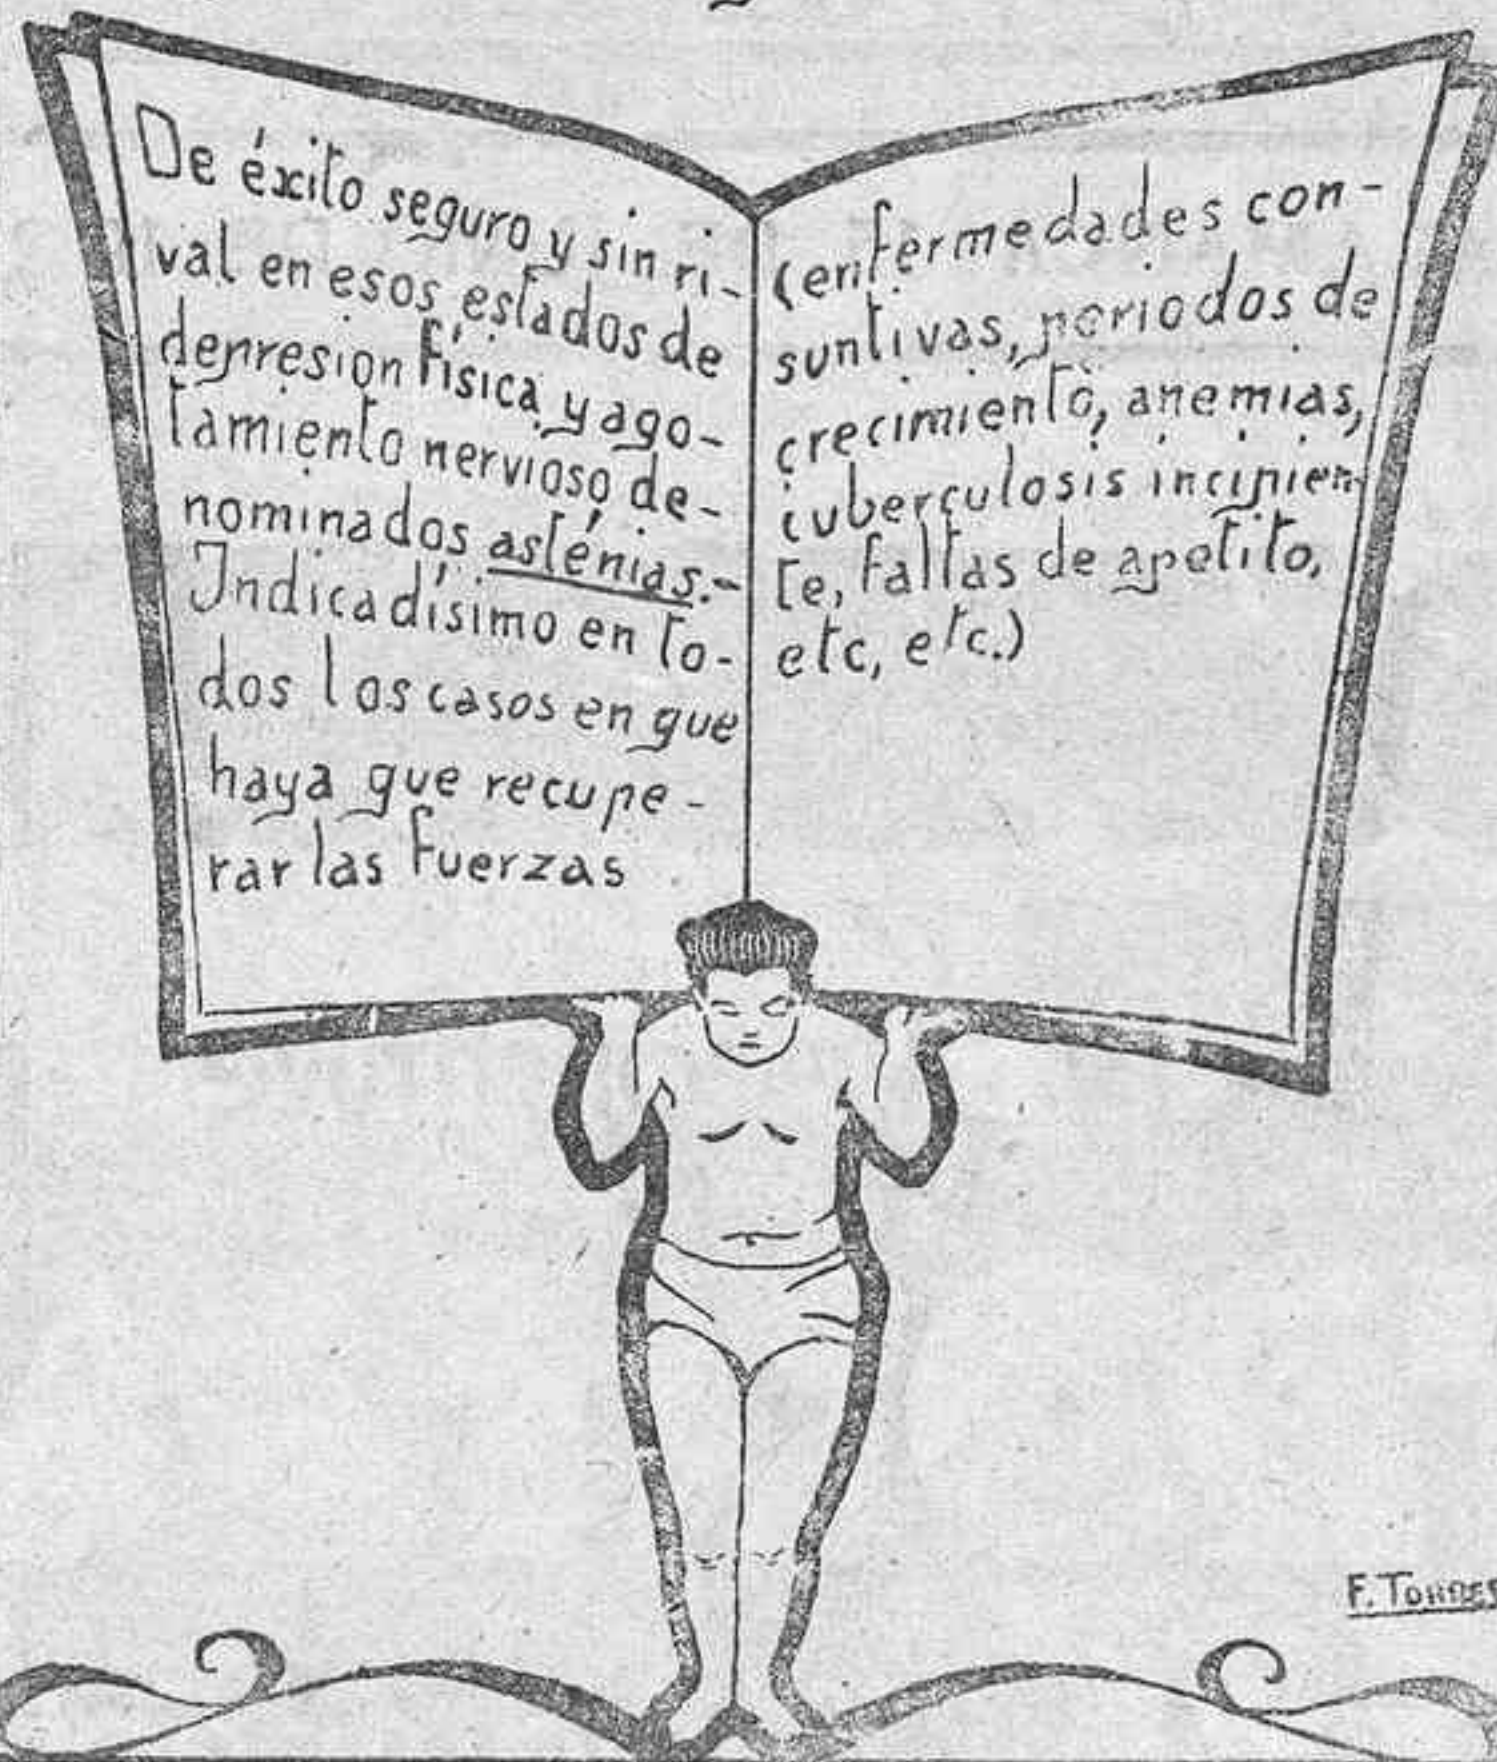 De éxito seguro y sin ri-
val en esos estados de
depresion física y ago-
tamiento nervioso de-
nominados asténias.-
Indicadísimo en to-
dos los casos en que
haya que recupe-
rar las fuerzas
(enfermedades con-
suntivas, periodos de
crecimiento, anemias,
tuberculosis incipien
te, faltas de apetito,
etc, etc.)
F. TORRES